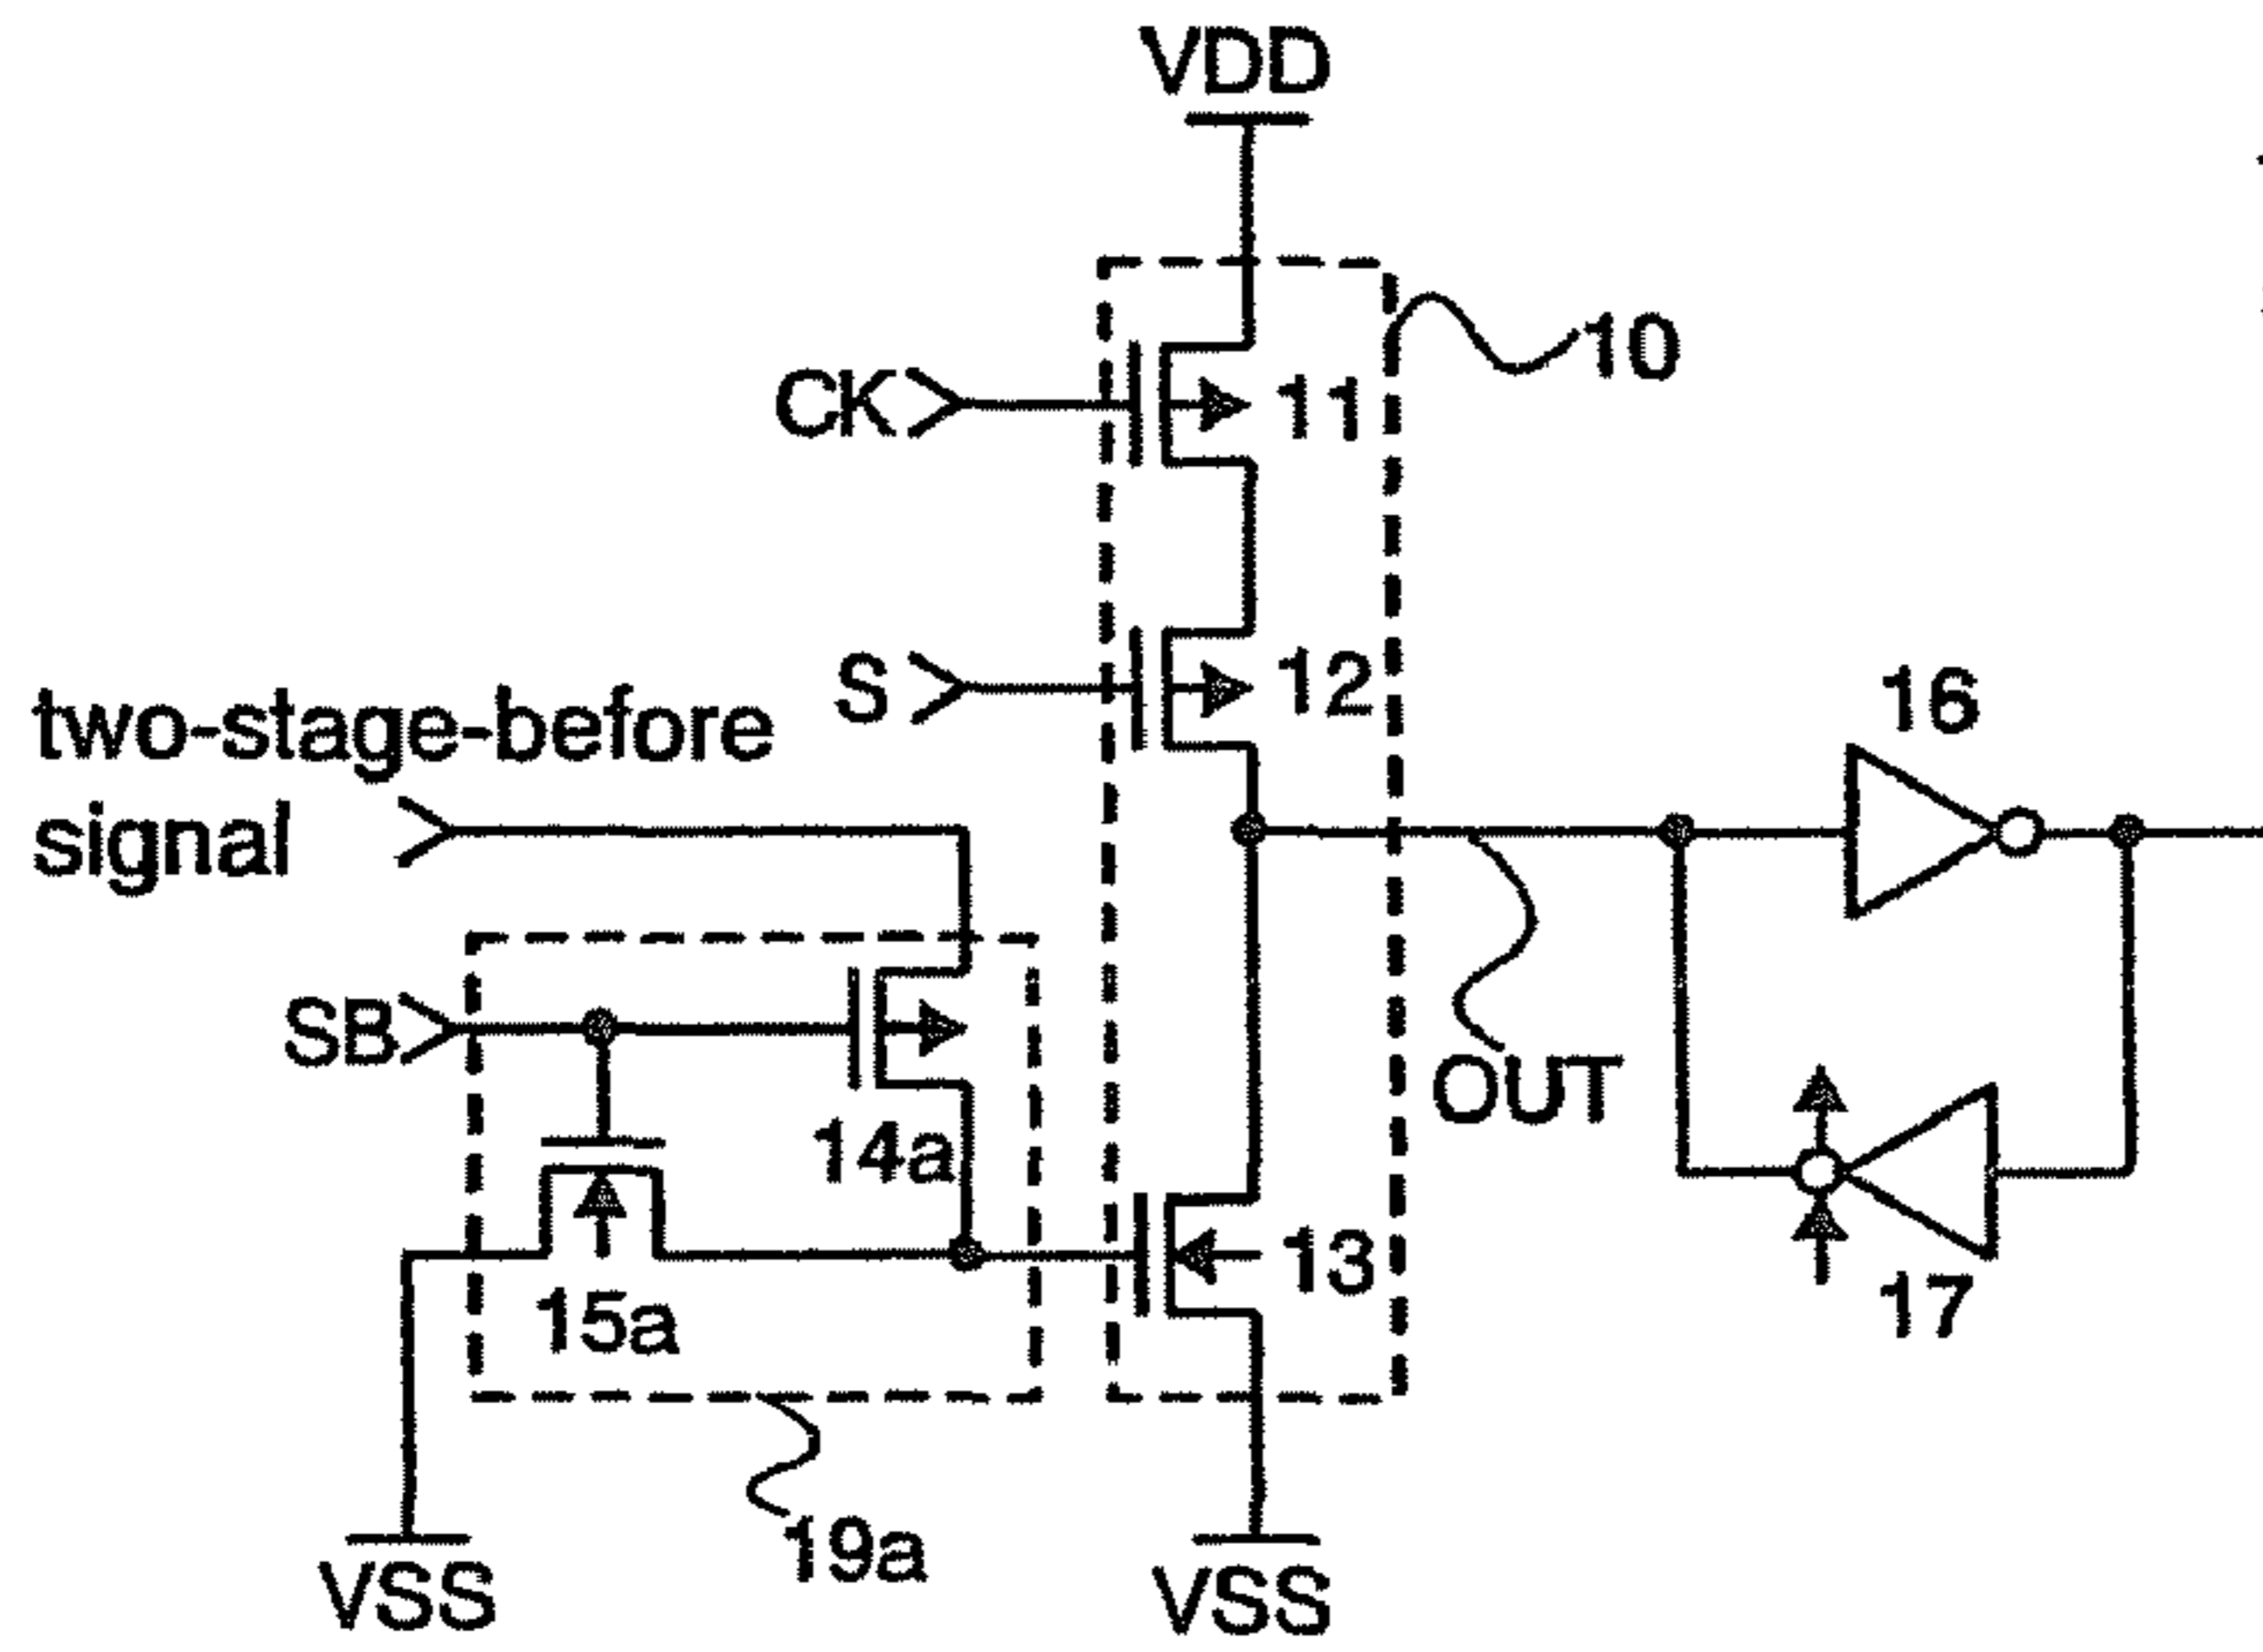 VDD
10
CK
11
S
12
16
two-stage-before
signal
SB
14a
OUT
13
15a
17
19a
VSS
VSS